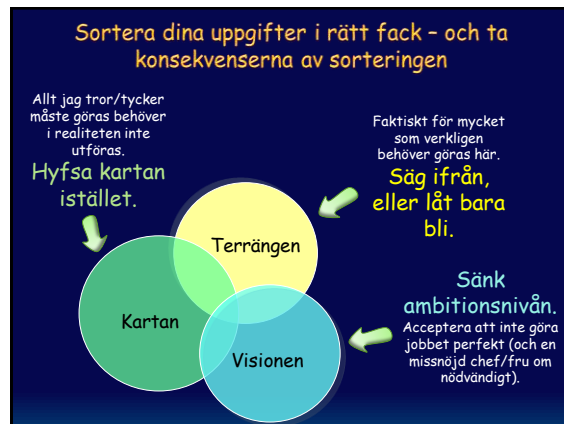 Sortera dina uppgifter i rätt fack – och ta
konsekvenserna av sorteringen
Allt jag tror/tycker
måste göras behöver
i realiteten inte
utföras.
Hyfsa kartan
istället.
Faktiskt för mycket
som verkligen
behöver göras här.
Säg ifrån,
eller låt bara
bli.
Terrängen
Kartan
Visionen
Sänk
ambitionsnivån.
Acceptera att inte göra
jobbet perfekt (och en
missnöjd chef/fru om
nödvändigt).